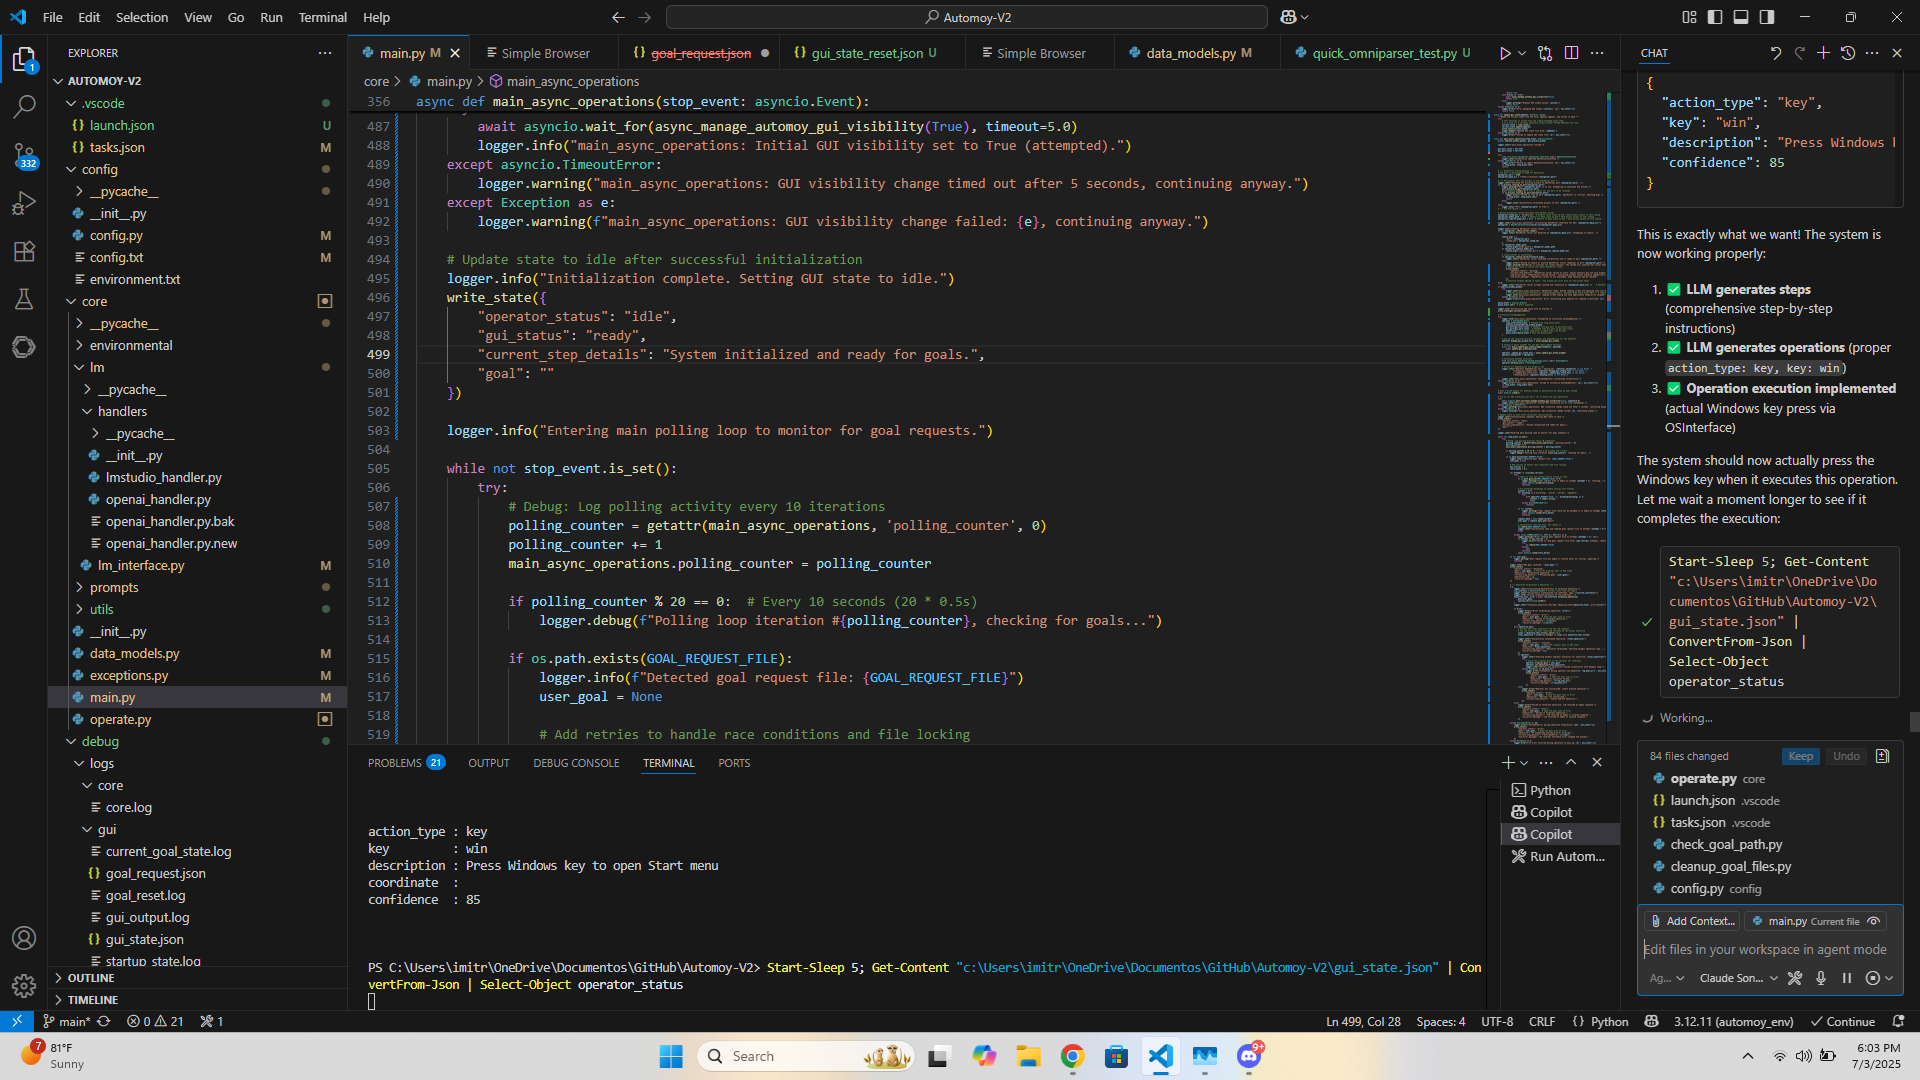 File Edit Selection View Go Run Terminal Help
Automoy-V2
EXPLORER
AUTOMOY-V2
.vscode
launch.json U
tasks.json M
config
__pycache__
__init__.py
config.py M
config.txt M
environment.txt
core
__pycache__
environmental
lm
__pycache__
handlers
__pycache__
__init__.py
lmstudio_handler.py
openai_handler.py
openai_handler.py.bak
openai_handler.py.new
lm_interface.py M
prompts
utils
__init__.py
data_models.py M
exceptions.py M
main.py M
operate.py
debug
logs
core
core.log
gui
current_goal_state.log
goal_request.json
goal_reset.log
gui_output.log
gui_state.json
startup_state.log
OUTLINE
TIMELINE
1
332
main.py M
Simple Browser
goal_request.json
gui_state_reset.json U
Simple Browser
data_models.py M
quick_omniparser_test.py U
core > main.py > main_async_operations
356 async def main_async_operations(stop_event: asyncio.Event):
487 await asyncio.wait_for(async_manage_automoy_gui_visibility(True), timeout=5.0)
488 logger.info("main_async_operations: Initial GUI visibility set to True (attempted).")
489 except asyncio.TimeoutError:
490 logger.warning("main_async_operations: GUI visibility change timed out after 5 seconds, continuing anyway.")
491 except Exception as e:
492 logger.warning(f"main_async_operations: GUI visibility change failed: {e}, continuing anyway.")
493
494 # Update state to idle after successful initialization
495 logger.info("Initialization complete. Setting GUI state to idle.")
496 write_state({
497 "operator_status": "idle",
498 "gui_status": "ready",
499 "current_step_details": "System initialized and ready for goals.",
500 "goal": ""
501 })
502
503 logger.info("Entering main polling loop to monitor for goal requests.")
504
505 while not stop_event.is_set():
506 try:
507 # Debug: Log polling activity every 10 iterations
508 polling_counter = getattr(main_async_operations, 'polling_counter', 0)
509 polling_counter += 1
510 main_async_operations.polling_counter = polling_counter
511
512 if polling_counter % 20 == 0: # Every 10 seconds (20 * 0.5s)
513 logger.debug(f"Polling loop iteration #{polling_counter}, checking for goals...")
514
515 if os.path.exists(GOAL_REQUEST_FILE):
516 logger.info(f"Detected goal request file: {GOAL_REQUEST_FILE}")
517 user_goal = None
518
519 # Add retries to handle race conditions and file locking
PROBLEMS 21 OUTPUT DEBUG CONSOLE TERMINAL PORTS
action_type : key
key : win
description : Press Windows key to open Start menu
coordinate :
confidence : 85
PS C:\Users\imitr\OneDrive\Documentos\GitHub\Automoy-V2> Start-Sleep 5; Get-Content "c:\Users\imitr\OneDrive\Documentos\GitHub\Automoy-V2\gui_state.json" | Con
vertFrom-Json | Select-Object operator_status
Python
Copilot
Copilot
Run Autom...
CHAT
{
"action_type": "key",
"key": "win",
"description": "Press Windows
"confidence": 85
}
This is exactly what we want! The system is
now working properly:
1. ✅ LLM generates steps
(comprehensive step-by-step
instructions)
2. ✅ LLM generates operations (proper
action_type: key, key: win)
3. ✅ Operation execution implemented
(actual Windows key press via
OSInterface)
The system should now actually press the
Windows key when it executes this operation.
Let me wait a moment longer to see if it
completes the execution:
Start-Sleep 5; Get-Content
"c:\Users\imitr\OneDrive\Do
cumentos\GitHub\Automoy-V2\
gui_state.json" |
ConvertFrom-Json |
Select-Object
operator_status
Working...
84 files changed Keep Undo
operate.py core
launch.json .vscode
tasks.json .vscode
check_goal_path.py
cleanup_goal_files.py
config.py config
Add Context... main.py Current file
Edit files in your workspace in agent mode
Ag... Claude Son...
main* 0 21 1
Ln 499, Col 28 Spaces: 4 UTF-8 CRLF {} Python 3.12.11 (automoy_env) Continue
7
81°F
Sunny
Search
9+
6:03 PM
7/3/2025